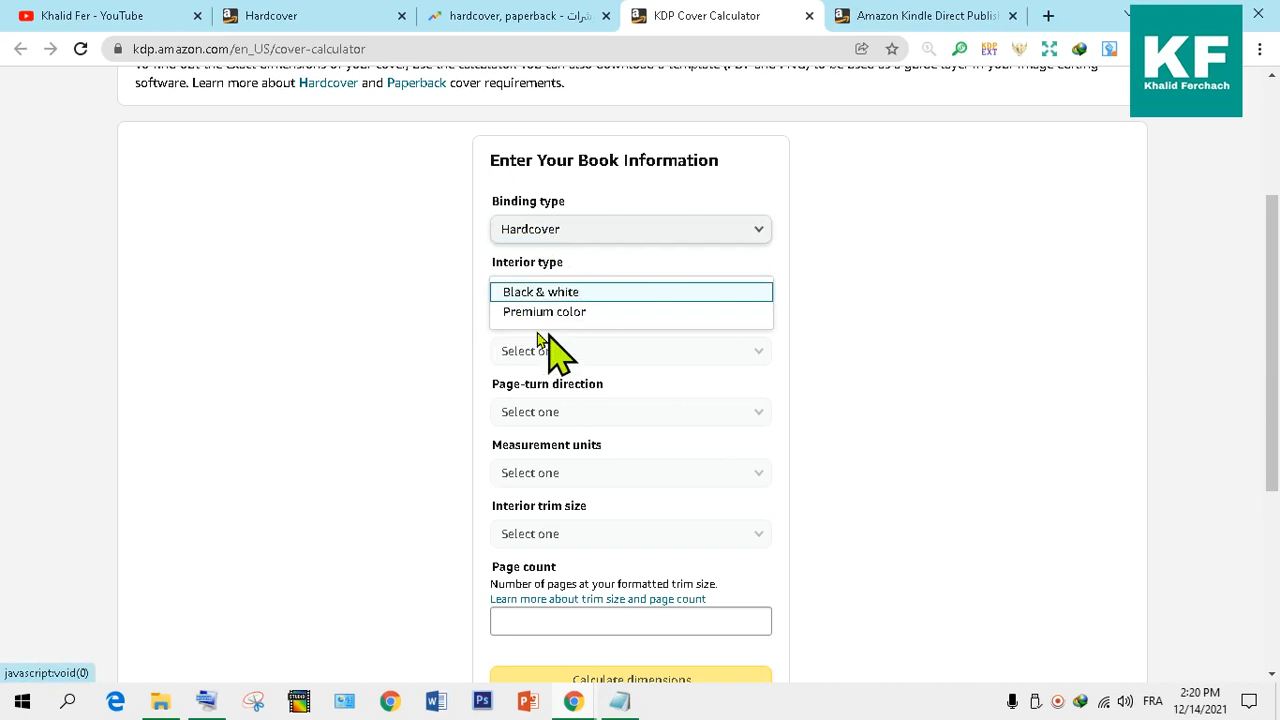 Khalid Fer - YouTube
Hardcover
hardcover, paperback
KDP Cover Calculator
Amazon Kindle Direct Publish
kdp.amazon.com/en_US/cover-calculator
KDP
EXT
KF
Khalid Ferchach
software. Learn more about Hardcover and Paperback cover requirements.
Enter Your Book Information
Binding type
Hardcover
Interior type
Black & white
Premium color
Select
Page-turn direction
Select one
Measurement units
Select one
Interior trim size
Select one
Page count
Number of pages at your formatted trim size.
Learn more about trim size and page count
Calculate dimensions
javascript:void(0)
FRA
2:20 PM
12/14/2021